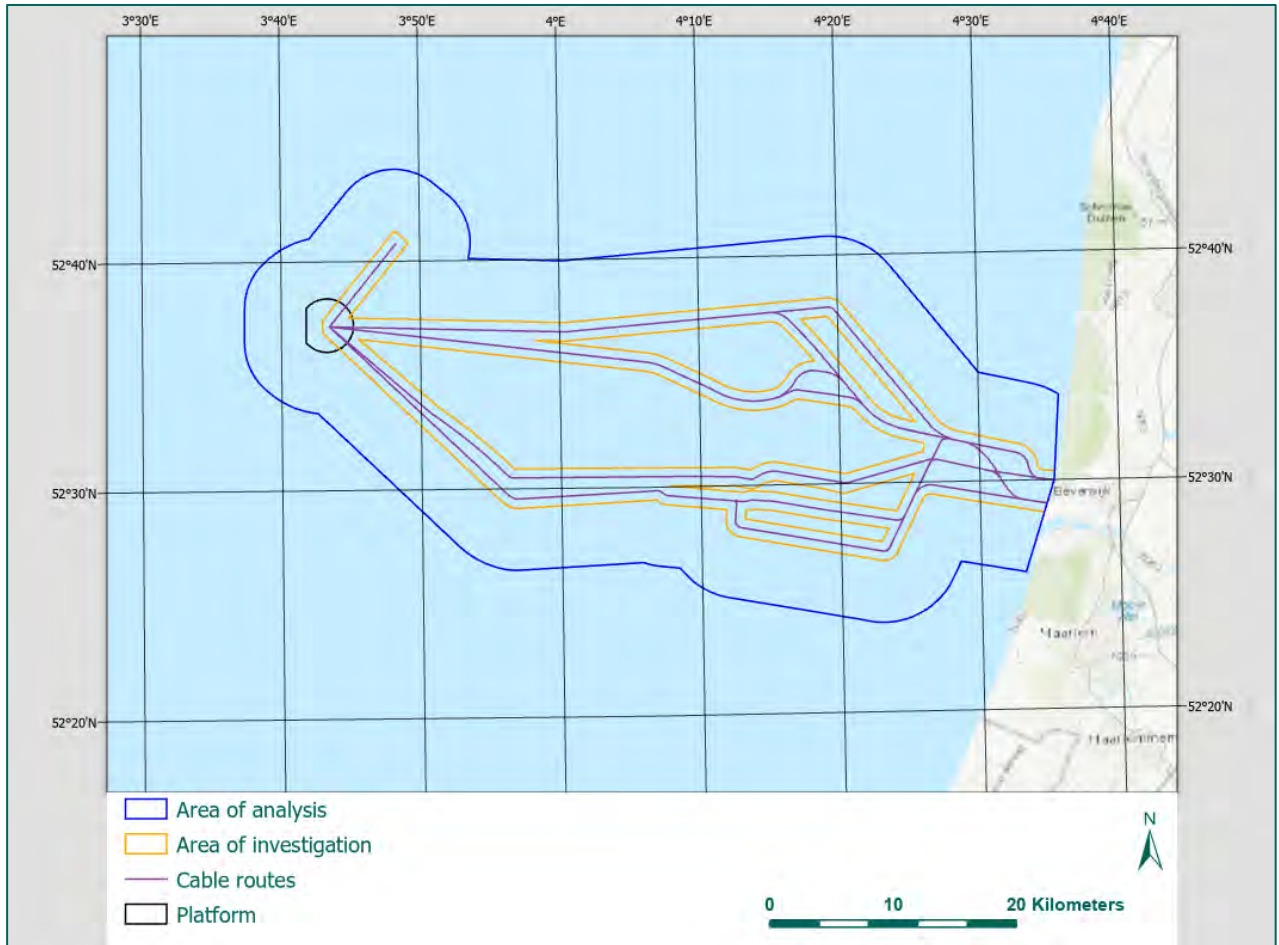 3°30'E 3°40'E 3°50'E 4°E 4°10'E 4°20'E 4°30'E 4°40'E
52°40'N 52°40'N
52°30'N 52°30'N
Beverwijk
Haarlem
52°20'N 52°20'N
Area of analysis
Area of investigation
Cable routes
Platform
N
0 10 20 Kilometers